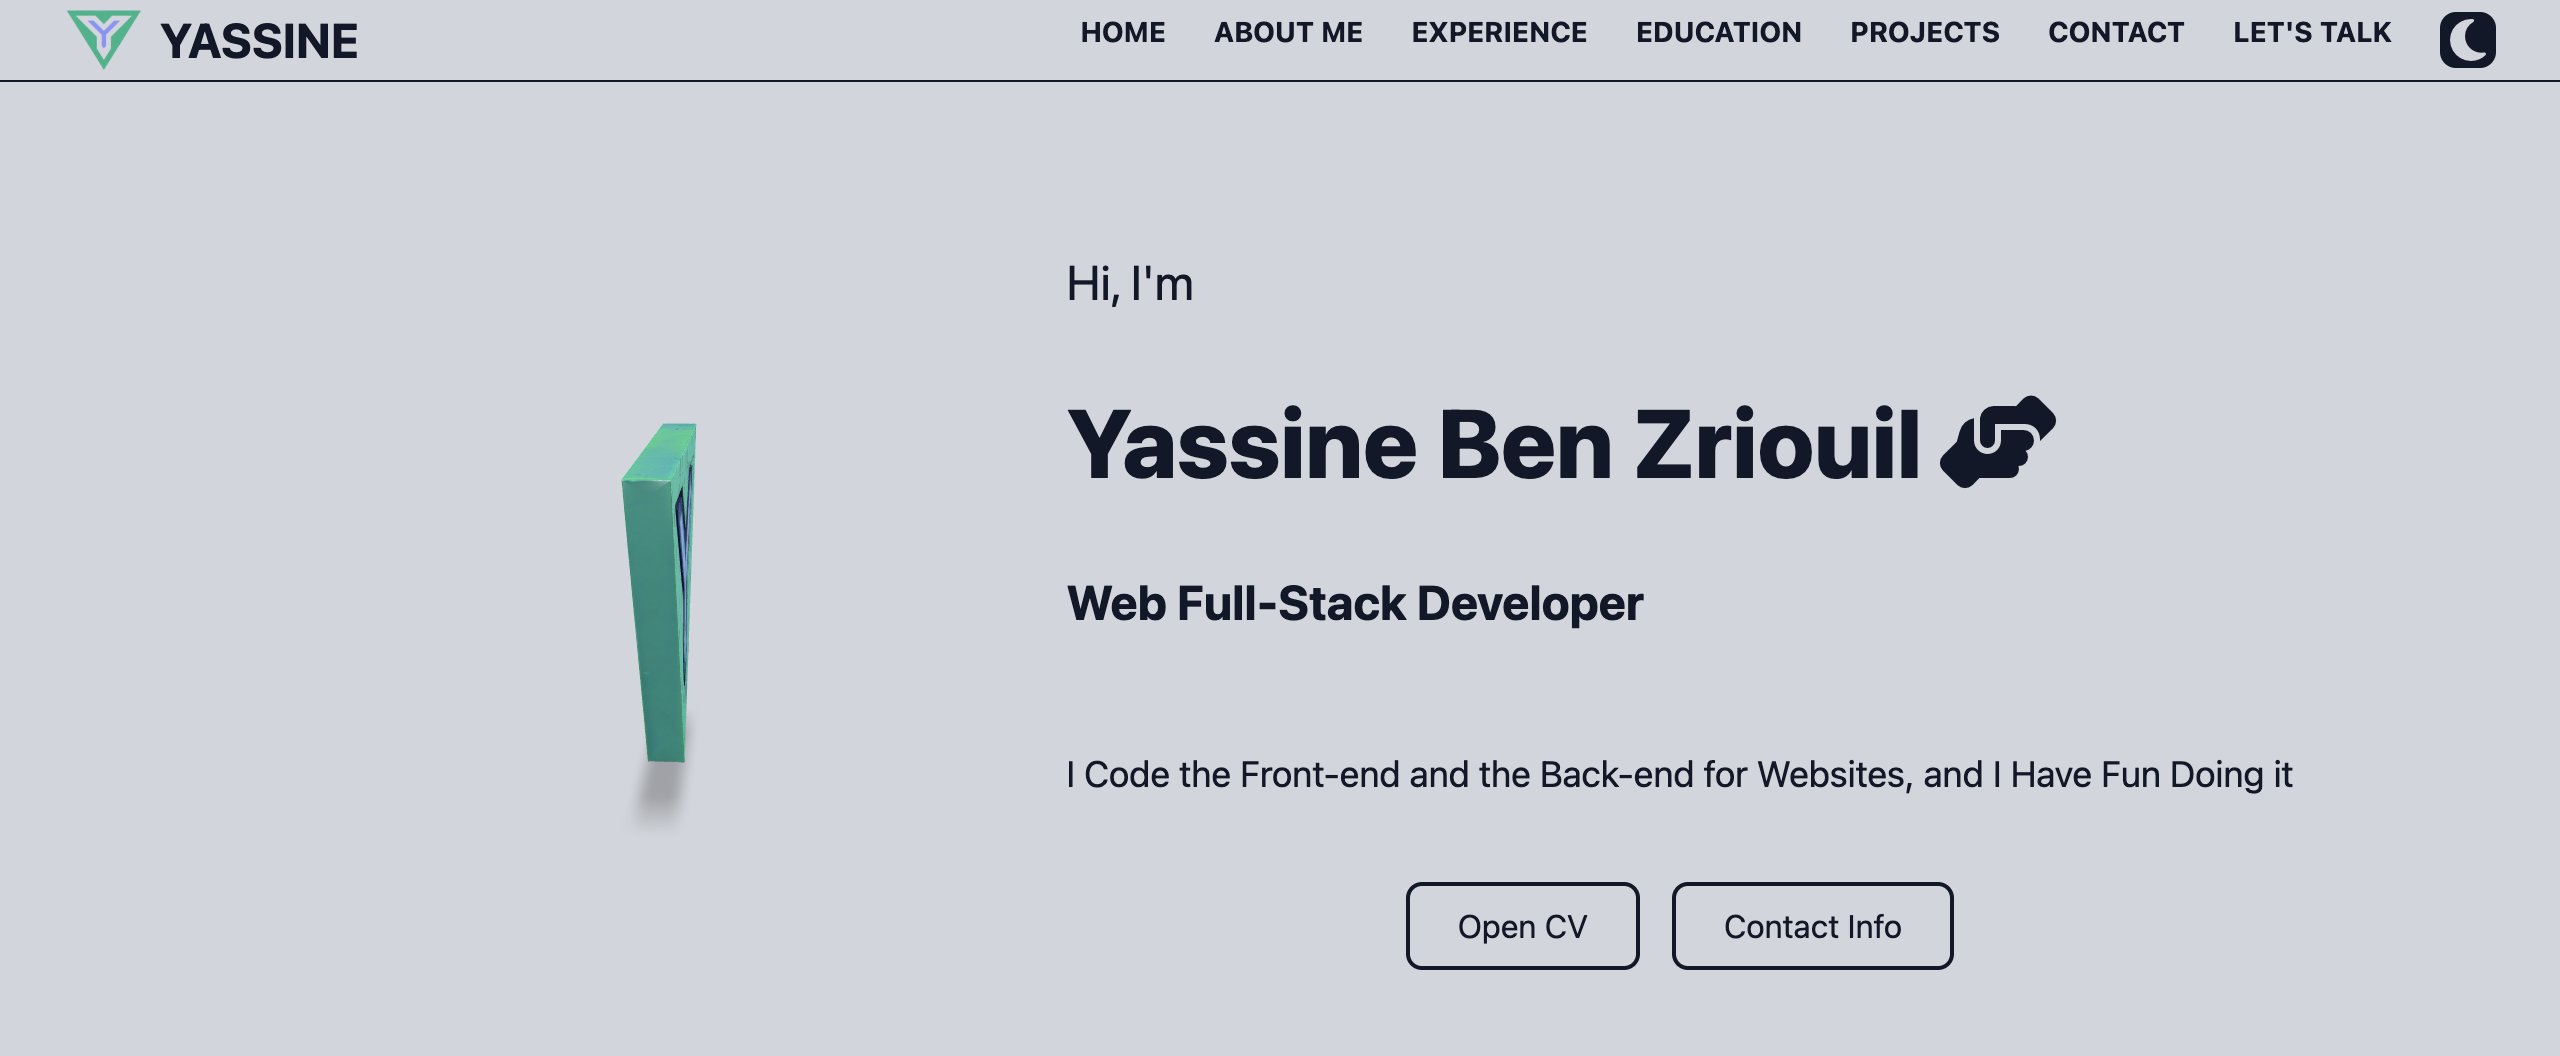 YASSINE
HOME ABOUT ME EXPERIENCE EDUCATION PROJECTS CONTACT LET'S TALK
Hi, I'm
Yassine Ben Zriouil
Web Full-Stack Developer
I Code the Front-end and the Back-end for Websites, and I Have Fun Doing it
Open CV Contact Info